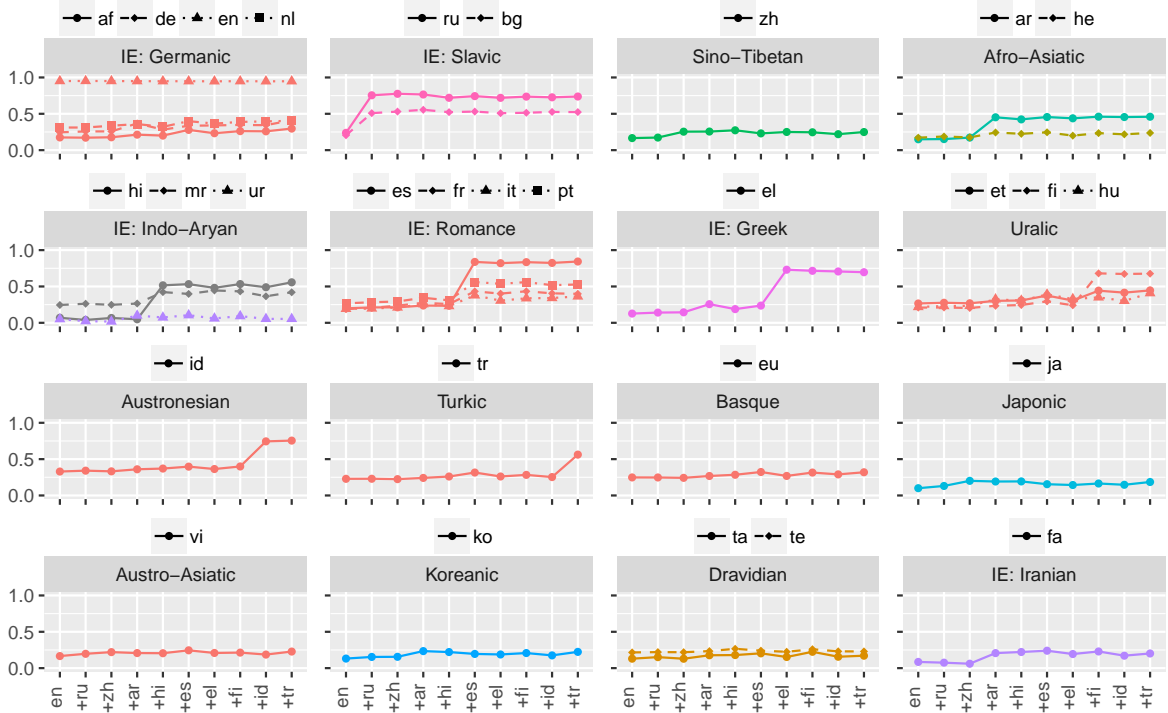 af de en nl ru bg zh ar he
IE: Germanic IE: Slavic Sino−Tibetan Afro−Asiatic
1.0
0.5
0.0
hi mr ur es fr it pt el et fi hu
IE: Indo−Aryan IE: Romance IE: Greek Uralic
1.0
0.5
0.0
id tr eu ja
Austronesian Turkic Basque Japonic
1.0
0.5
0.0
vi ko ta te fa
Austro−Asiatic Koreanic Dravidian IE: Iranian
1.0
0.5
0.0
en +ru +zh +ar +hi +es +el +fi +id +tr en +ru +zh +ar +hi +es +el +fi +id +tr en +ru +zh +ar +hi +es +el +fi +id +tr en +ru +zh +ar +hi +es +el +fi +id +tr